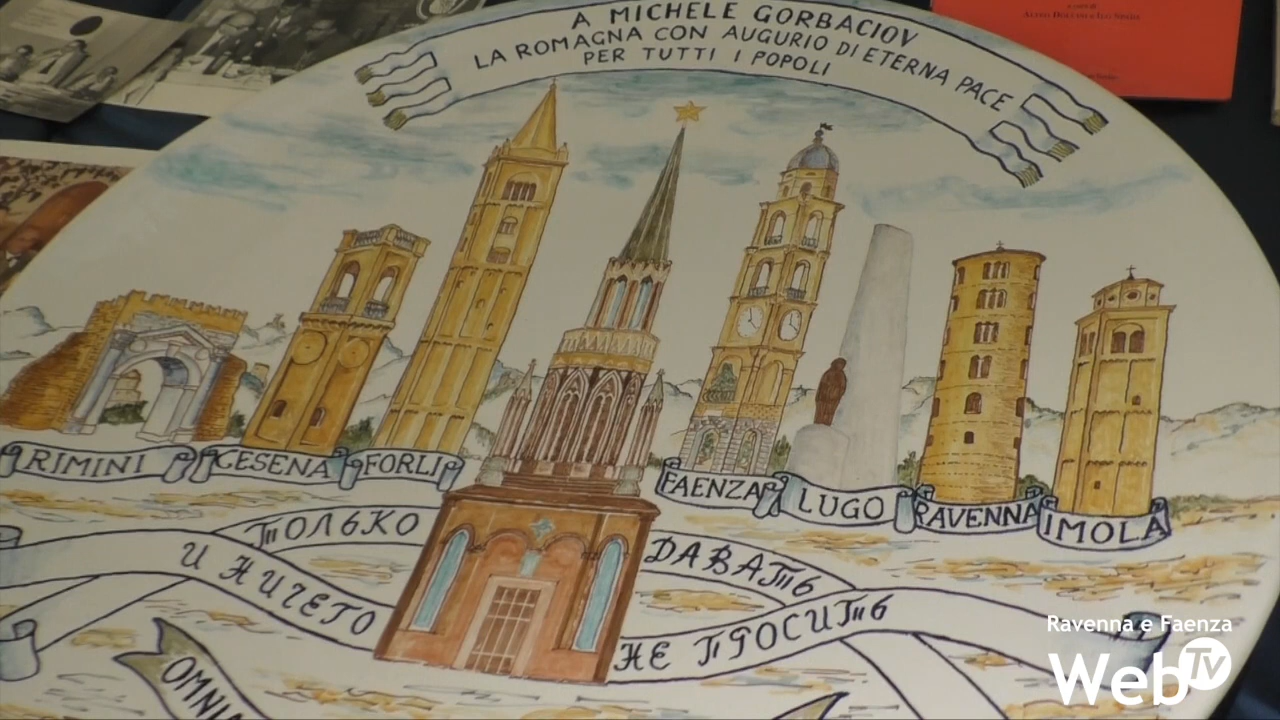 A MICHELE GORBACIOV
LA ROMAGNA CON AUGURIO DI ETERNA PACE
PER TUTTI I POPOLI
RIMINI
CESENA
FORLI
FAENZA
LUGO
RAVENNA
IMOLA
ТОЛЬКО ДАВАТЬ
И НИЧЕГО НЕ ПРОСИТЬ
OMNIA
Ravenna e Faenza
WebTv